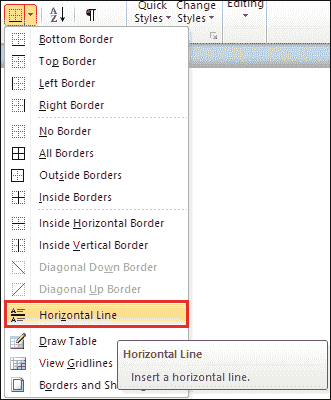 Quick Change Editing
Styles Styles
Bottom Border
Top Border
Left Border
Right Border
No Border
All Borders
Outside Borders
Inside Borders
Inside Horizontal Border
Inside Vertical Border
Diagonal Down Border
Diagonal Up Border
Horizontal Line
Draw Table
Horizontal Line
View Gridlines
Insert a horizontal line.
Borders and Sh